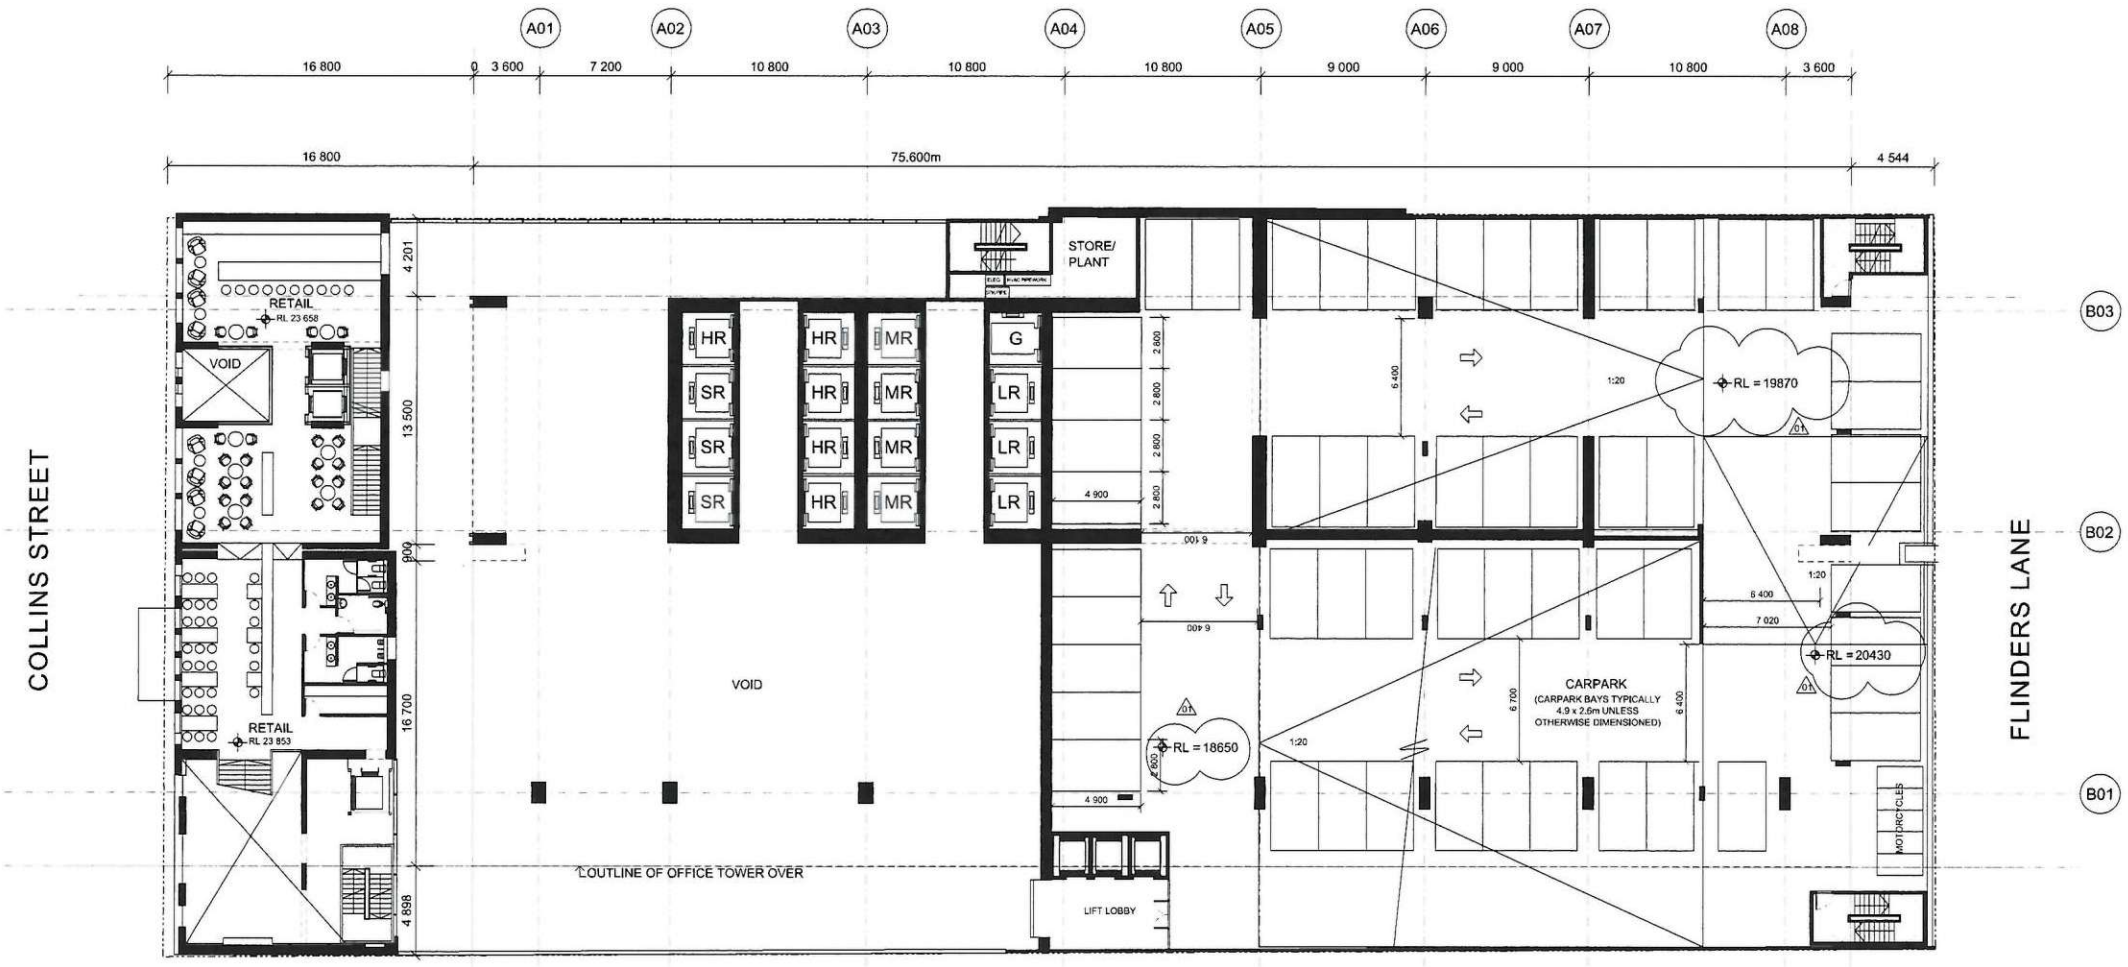 A01 A02 A03 A04 A05 A06 A07 A08
16 800 0 3 600 7 200 10 800 10 800 10 800 9 000 9 000 10 800 3 600
16 800 75.600m 4 544
4 201
STORE/
PLANT
ELEC
RETAIL
RL 23 658
B03
HR HR MR G
2 800
VOID
6 400
1:20
RL = 19870
01
SR HR MR LR
2 800
13 500
SR HR MR LR
2 800
SR HR MR LR
4 900
2 800
COLLINS STREET
FLINDERS LANE
900
6 100
B02
1:20
6 400
7 020
6 400
RL = 20430
01
VOID
16 700
CARPARK
(CARPARK BAYS TYPICALLY
4.9 x 2.6m UNLESS
OTHERWISE DIMENSIONED)
6 700
6 400
01
RETAIL
RL 23 853
RL = 18650
1:20
2 800
4 900
B01
MOTORCYCLES
OUTLINE OF OFFICE TOWER OVER
4 898
LIFT LOBBY